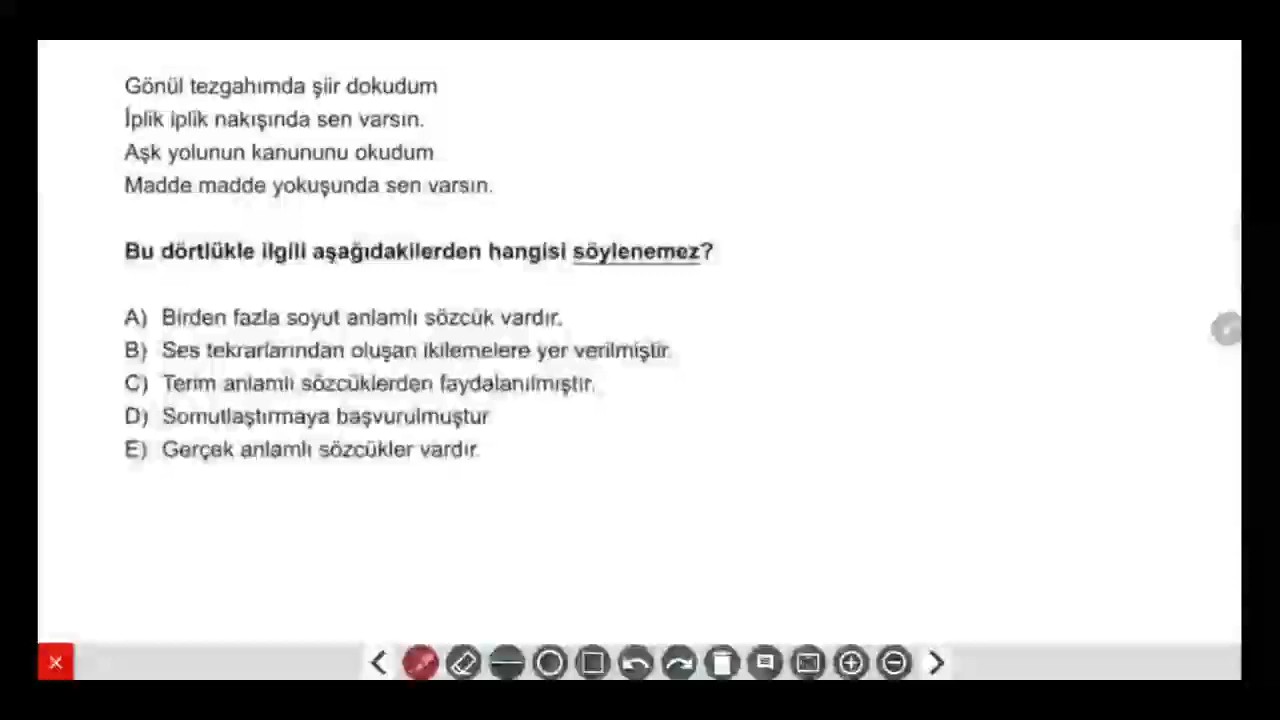 Gönül tezgahımda şiir dokudum
İplik iplik nakışında sen varsın.
Aşk yolunun kanununu okudum
Madde madde yokuşunda sen varsın.
Bu dörtlükle ilgili aşağıdakilerden hangisi söylenemez?
A) Birden fazla soyut anlamlı sözcük vardır.
B) Ses tekrarlarından oluşan ikilemelere yer verilmiştir.
C) Terim anlamlı sözcüklerden faydalanılmıştır.
D) Somutlaştırmaya başvurulmuştur
E) Gerçek anlamlı sözcükler vardır.